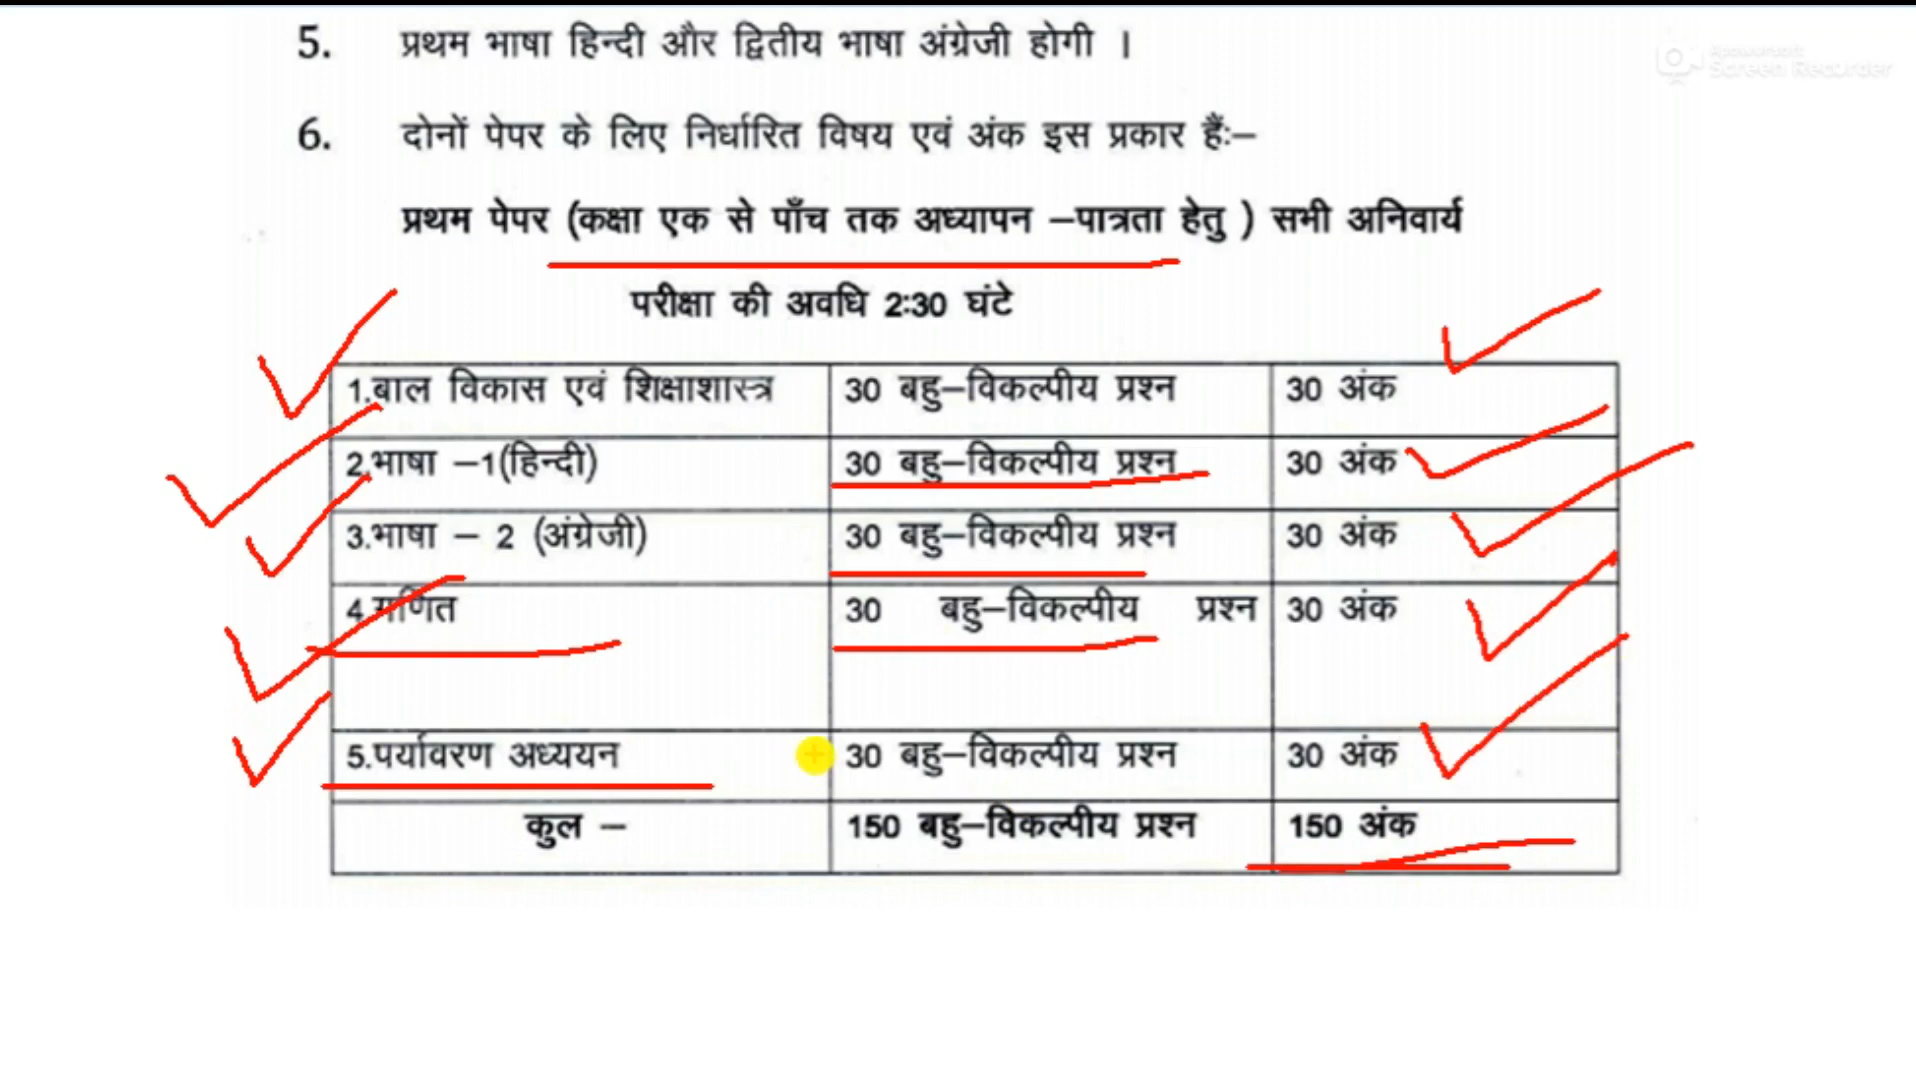 Apowersoft
Screen Recorder
5. प्रथम भाषा हिन्दी और द्वितीय भाषा अंग्रेजी होगी ।
6. दोनों पेपर के लिए निर्धारित विषय एवं अंक इस प्रकार हैं:–
प्रथम पेपर (कक्षा एक से पाँच तक अध्यापन –पात्रता हेतु ) सभी अनिवार्य
परीक्षा की अवधि 2:30 घंटे
1.बाल विकास एवं शिक्षाशास्त्र 30 बहु–विकल्पीय प्रश्न 30 अंक
2.भाषा –1(हिन्दी) 30 बहु–विकल्पीय प्रश्न 30 अंक
3.भाषा – 2 (अंग्रेजी) 30 बहु–विकल्पीय प्रश्न 30 अंक
4.गणित 30 बहु–विकल्पीय प्रश्न 30 अंक
5.पर्यावरण अध्ययन 30 बहु–विकल्पीय प्रश्न 30 अंक
कुल – 150 बहु–विकल्पीय प्रश्न 150 अंक